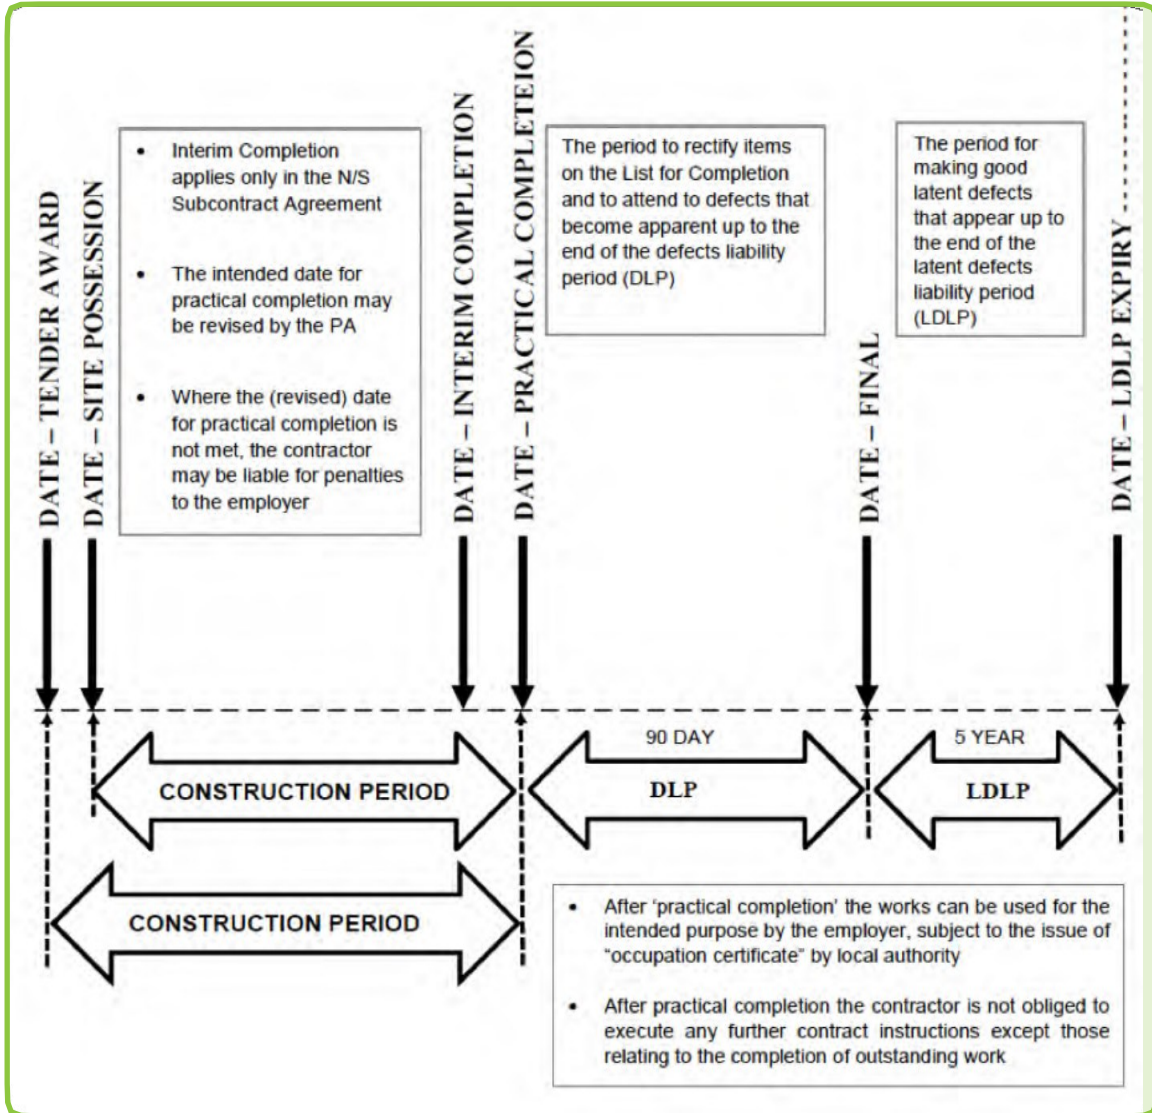 DATE – TENDER AWARD
DATE – SITE POSSESSION
• Interim Completion
applies only in the N/S
Subcontract Agreement
• The intended date for
practical completion may
be revised by the PA
• Where the (revised) date
for practical completion is
not met, the contractor
may be liable for penalties
to the employer
DATE – INTERIM COMPLETION
DATE – PRACTICAL COMPLETEION
The period to rectify items
on the List for Completion
and to attend to defects that
become apparent up to the
end of the defects liability
period (DLP)
DATE – FINAL
The period for
making good
latent defects
that appear up to
the end of the
latent defects
liability period
(LDLP)
DATE – LDLP EXPIRY
CONSTRUCTION PERIOD
90 DAY
DLP
5 YEAR
LDLP
CONSTRUCTION PERIOD
• After ‘practical completion’ the works can be used for the
intended purpose by the employer, subject to the issue of
“occupation certificate” by local authority
• After practical completion the contractor is not obliged to
execute any further contract instructions except those
relating to the completion of outstanding work